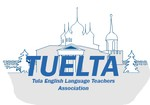 TUELTA
Tula English Language Teachers
Association